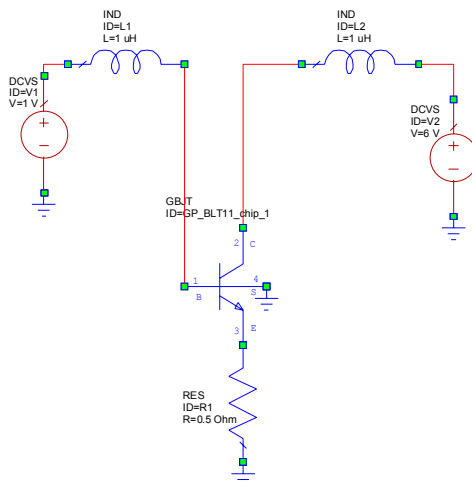 IND
ID=L1
L=1 uH
IND
ID=L2
L=1 uH
DCVS
ID=V1
V=1 V
DCVS
ID=V2
V=6 V
GBJT
ID=GP_BLT11_chip_1
2 C
1 4
B S
3 E
RES
ID=R1
R=0.5 Ohm